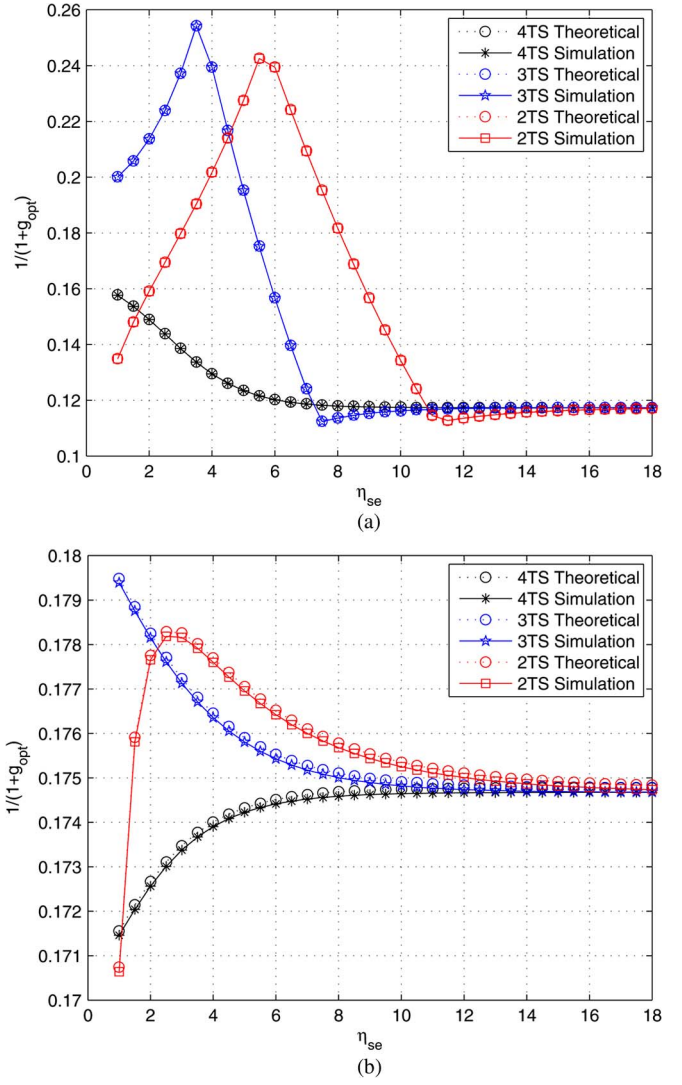 0.26
0.24
0.22
0.2
0.18
0.16
0.14
0.12
0.1
1/(1+g_opt)
4TS Theoretical
4TS Simulation
3TS Theoretical
3TS Simulation
2TS Theoretical
2TS Simulation
0 2 4 6 8 10 12 14 16 18
η_se
(a)
0.18
0.179
0.178
0.177
0.176
0.175
0.174
0.173
0.172
0.171
0.17
1/(1+g_opt)
4TS Theoretical
4TS Simulation
3TS Theoretical
3TS Simulation
2TS Theoretical
2TS Simulation
0 2 4 6 8 10 12 14 16 18
η_se
(b)